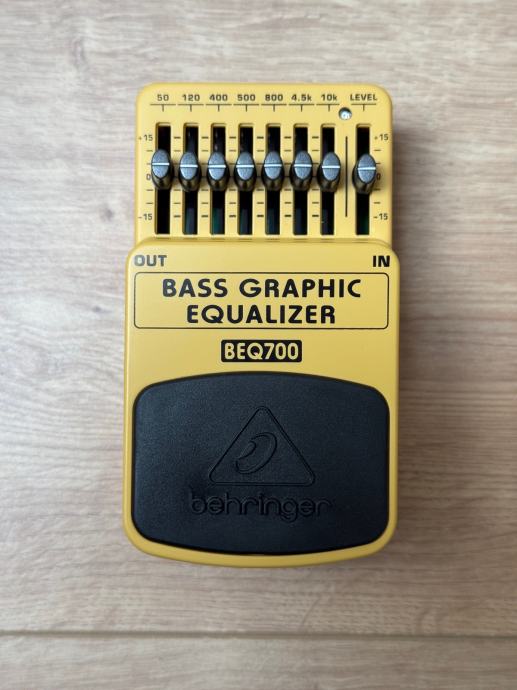 50 120 400 500 800 4.5k 10k LEVEL
+15 +15
0 0
-15 -15
OUT IN
BASS GRAPHIC
EQUALIZER
BEQ700
behringer